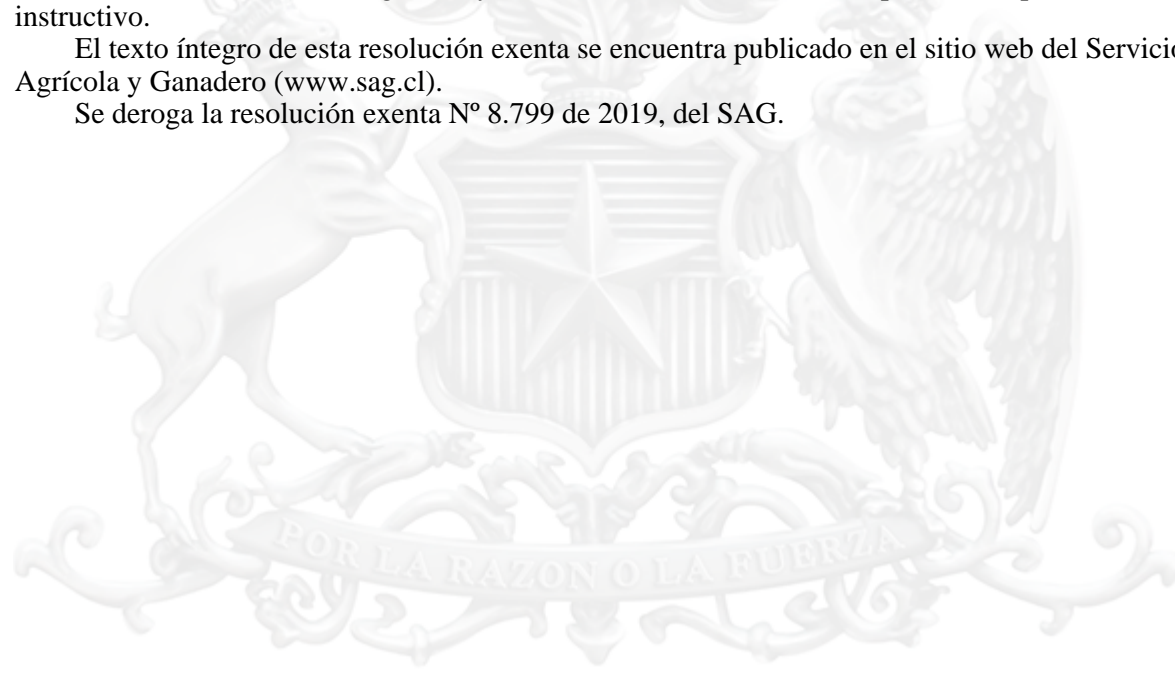 instructivo.
El texto íntegro de esta resolución exenta se encuentra publicado en el sitio web del Servicio
Agrícola y Ganadero (www.sag.cl).
Se deroga la resolución exenta Nº 8.799 de 2019, del SAG.
POR LA RAZON O LA FUERZA